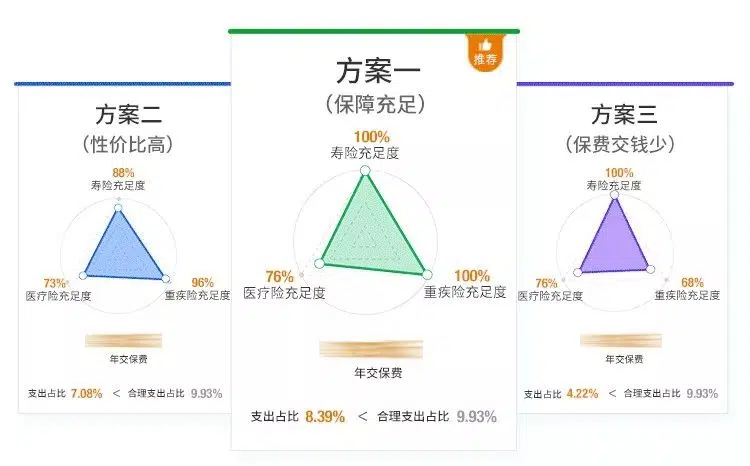 方案二
（性价比高）
88%
寿险充足度
73%
医疗险充足度
96%
重疾险充足度
年交保费
支出占比 7.08% < 合理支出占比 9.93%
推荐
方案一
（保障充足）
100%
寿险充足度
76%
医疗险充足度
100%
重疾险充足度
年交保费
支出占比 8.39% < 合理支出占比 9.93%
方案三
（保费交钱少）
100%
寿险充足度
76%
医疗险充足度
68%
重疾险充足度
年交保费
支出占比 4.22% < 合理支出占比 9.93%